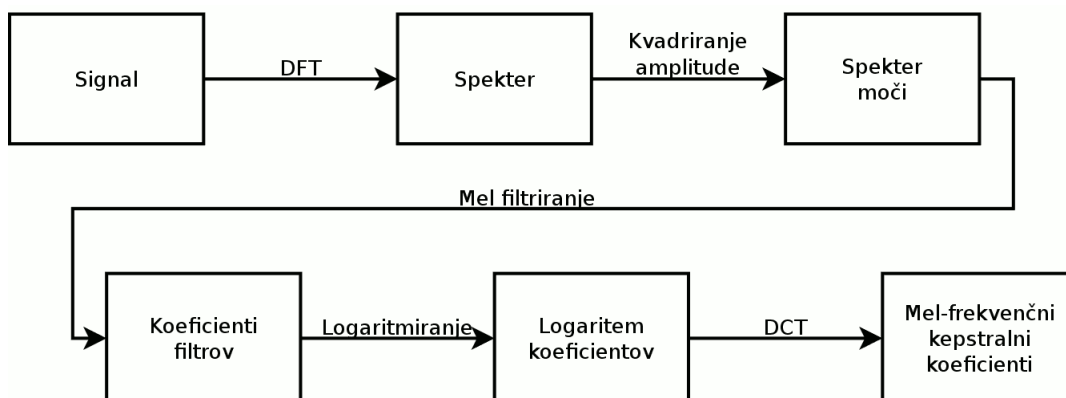 Signal
DFT
Spekter
Kvadriranje
amplitude
Spekter
moči
Mel filtriranje
Koeficienti
filtrov
Logaritmiranje
Logaritem
koeficientov
DCT
Mel-frekvenčni
kepstralni
koeficienti